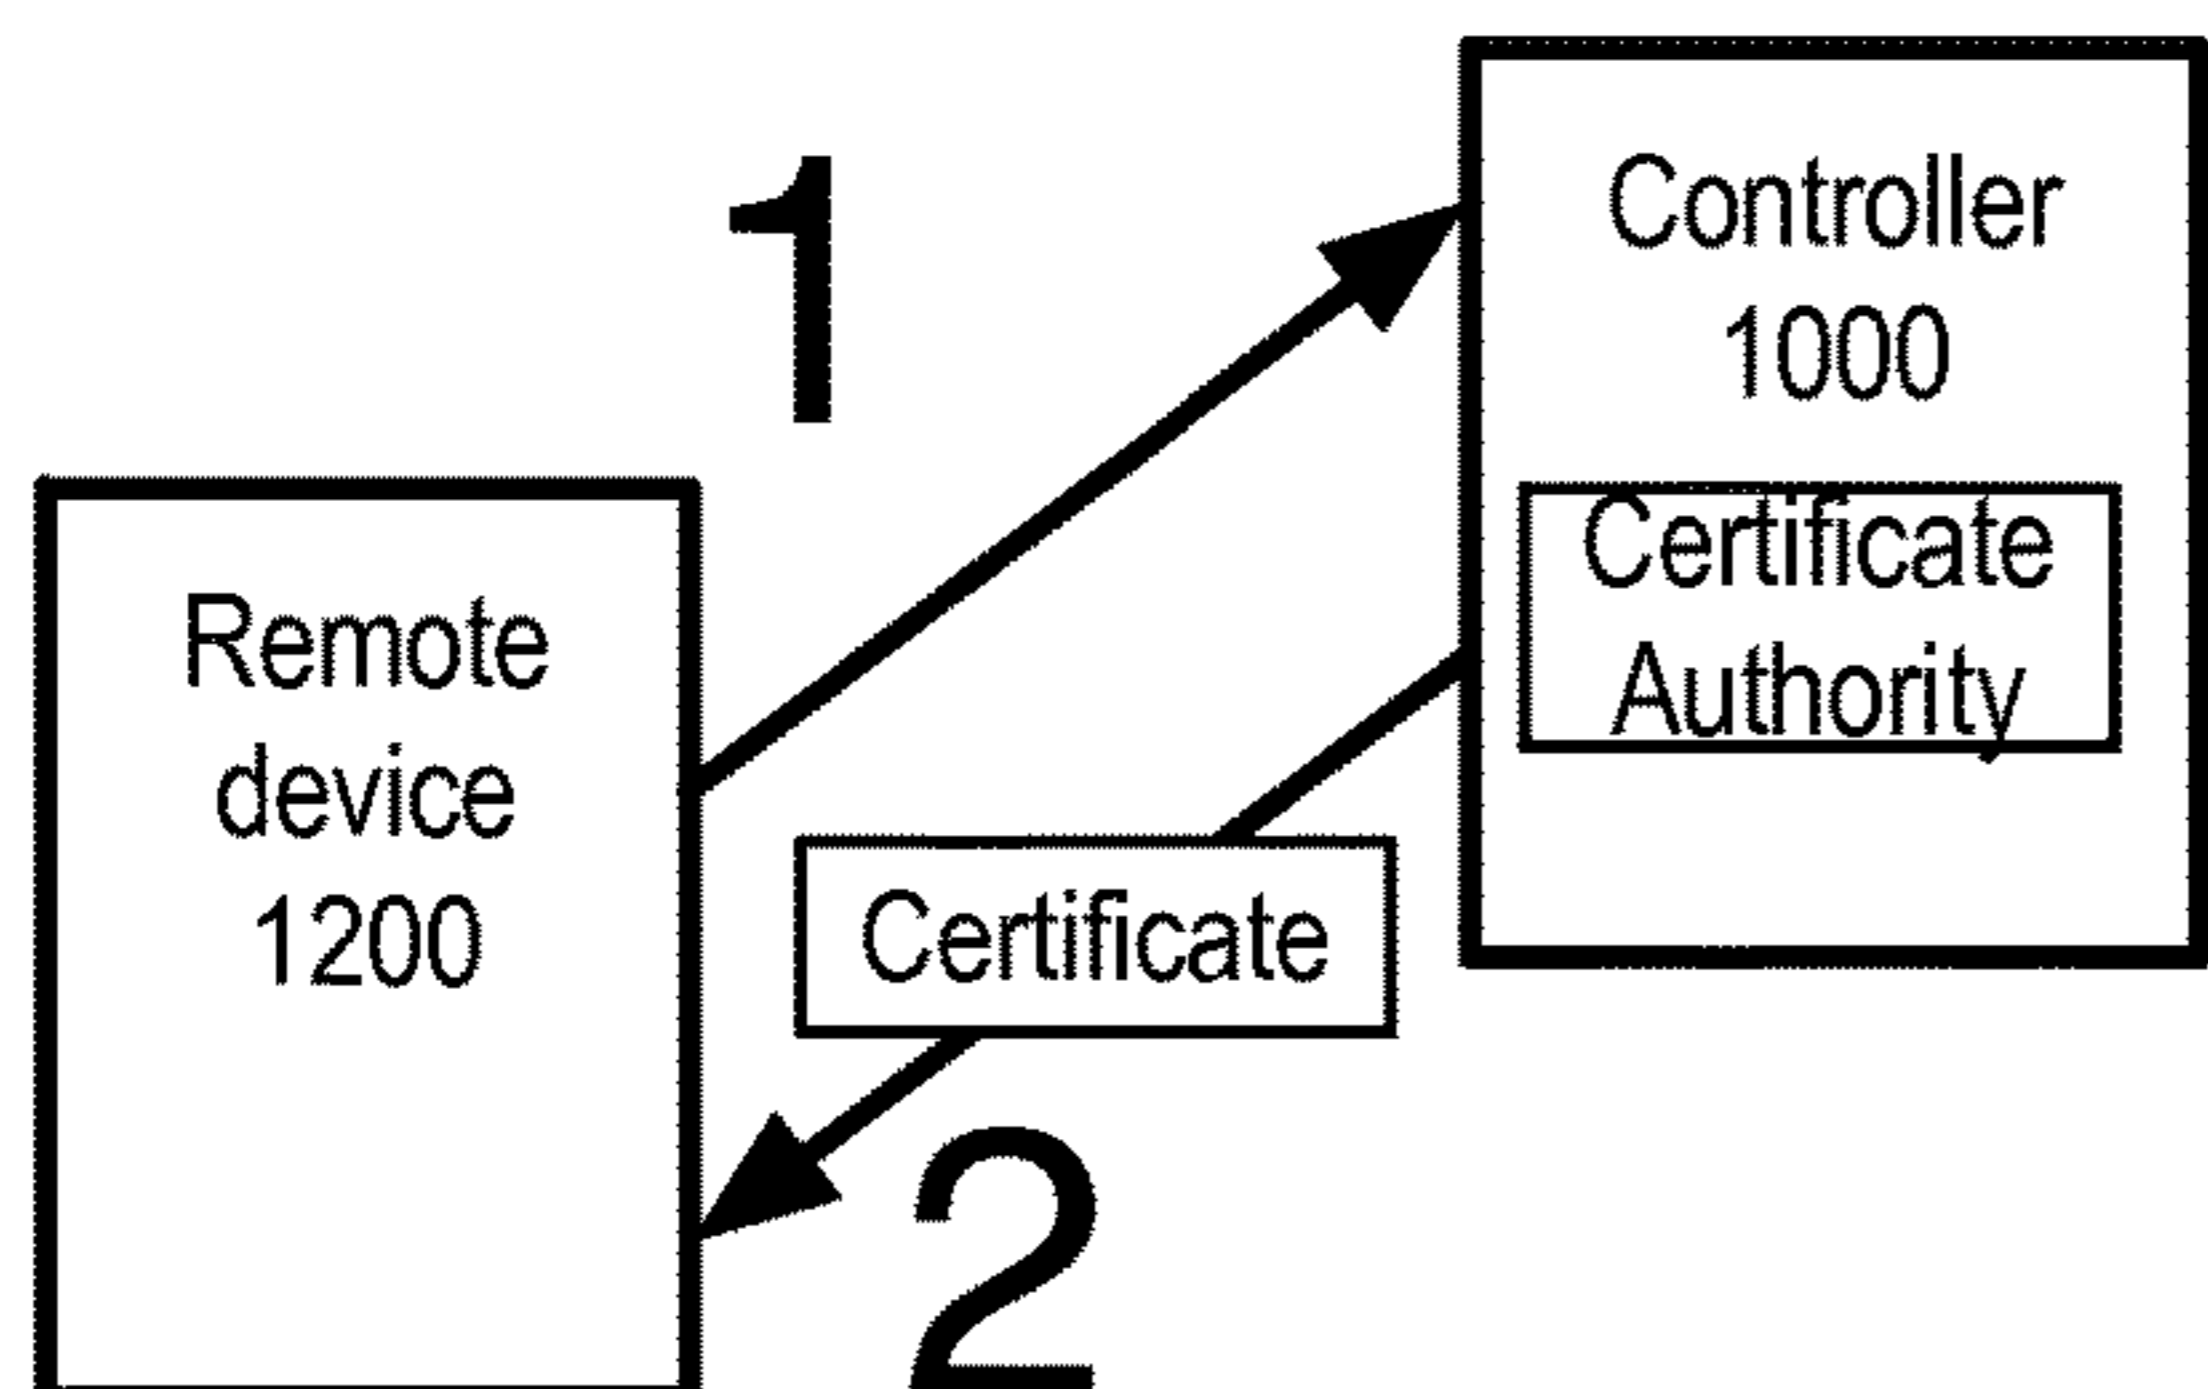 1
Controller
1000
Certificate
Authority
Remote
device
1200
Certificate
2